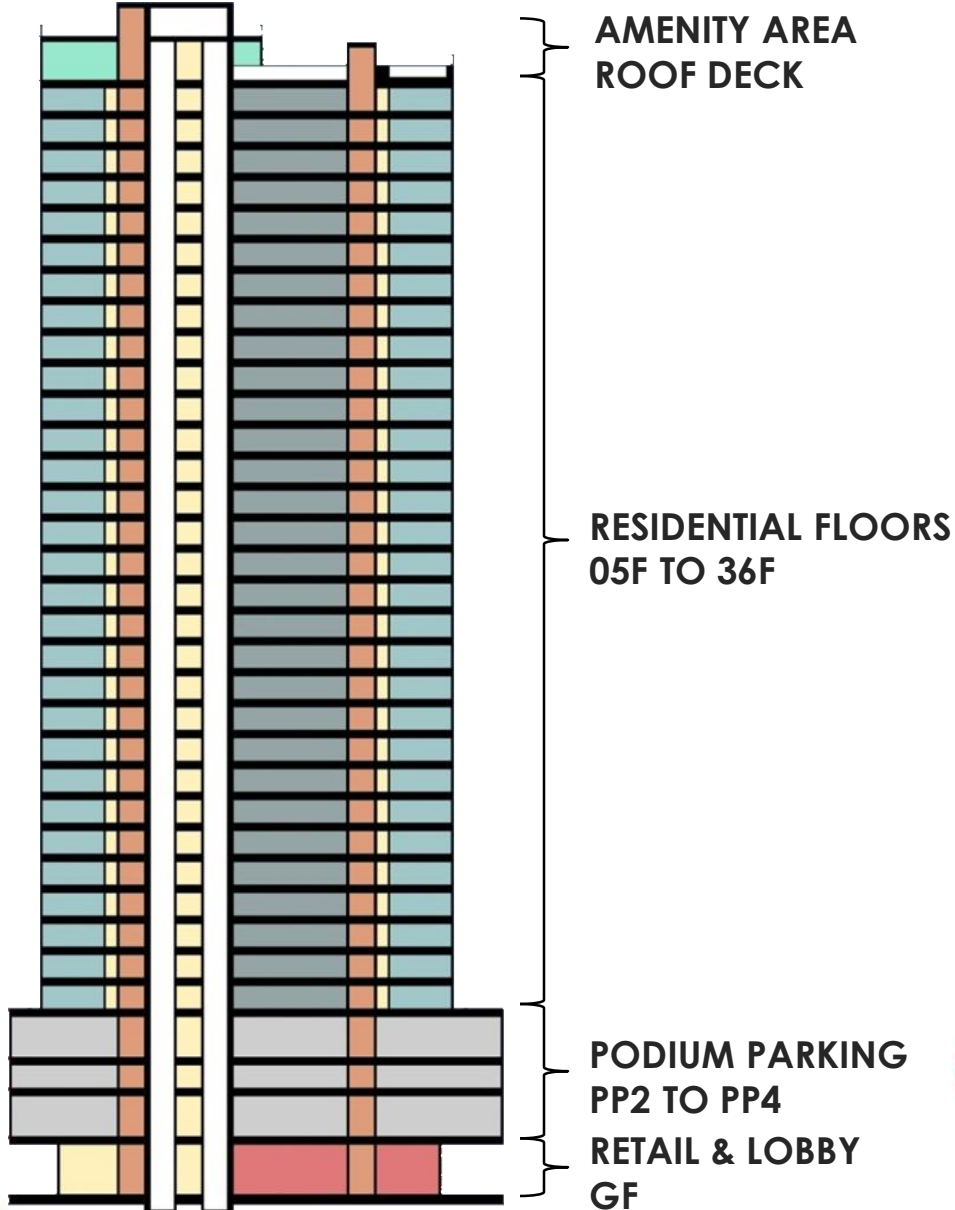 AMENITY AREA
ROOF DECK
RESIDENTIAL FLOORS
05F TO 36F
PODIUM PARKING
PP2 TO PP4
RETAIL & LOBBY
GF